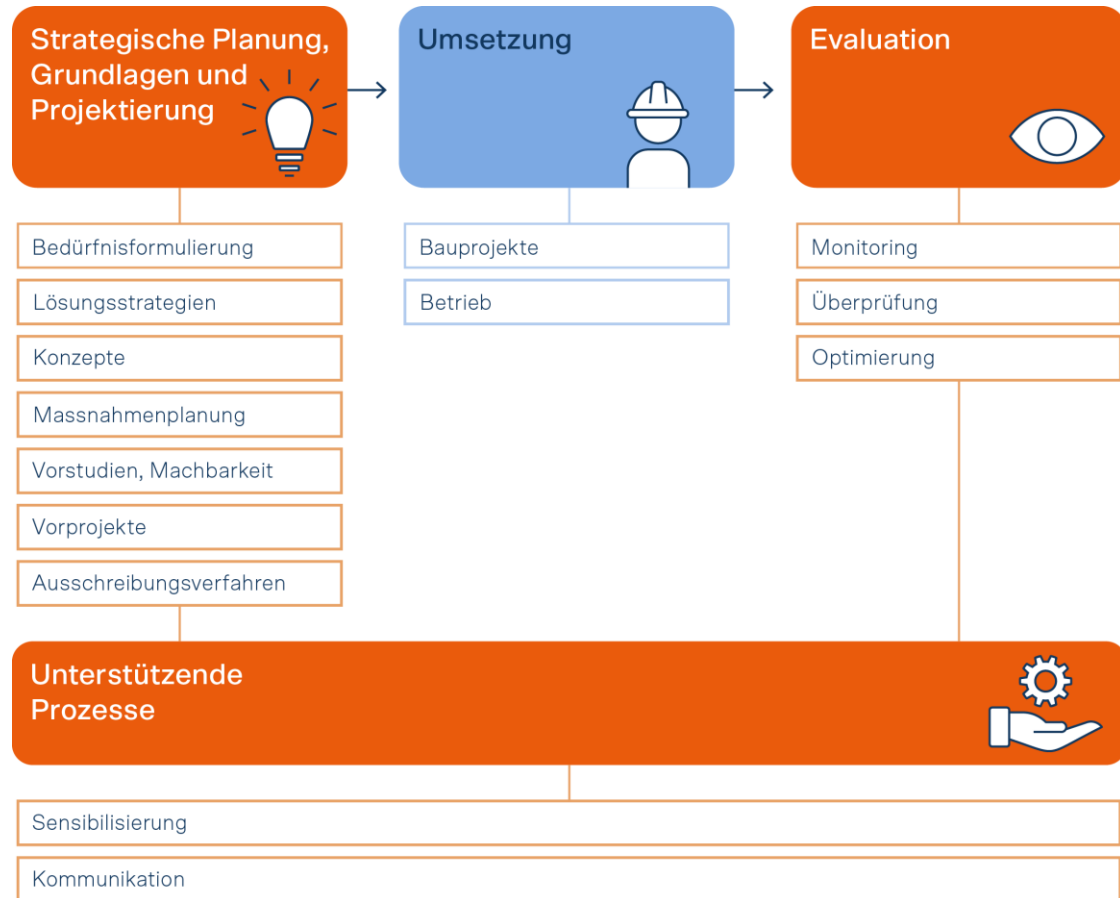 Strategische Planung,
Grundlagen und
Projektierung
Bedürfnisformulierung
Lösungsstrategien
Konzepte
Massnahmenplanung
Vorstudien, Machbarkeit
Vorprojekte
Ausschreibungsverfahren
Umsetzung
Bauprojekte
Betrieb
Evaluation
Monitoring
Überprüfung
Optimierung
Unterstützende
Prozesse
Sensibilisierung
Kommunikation